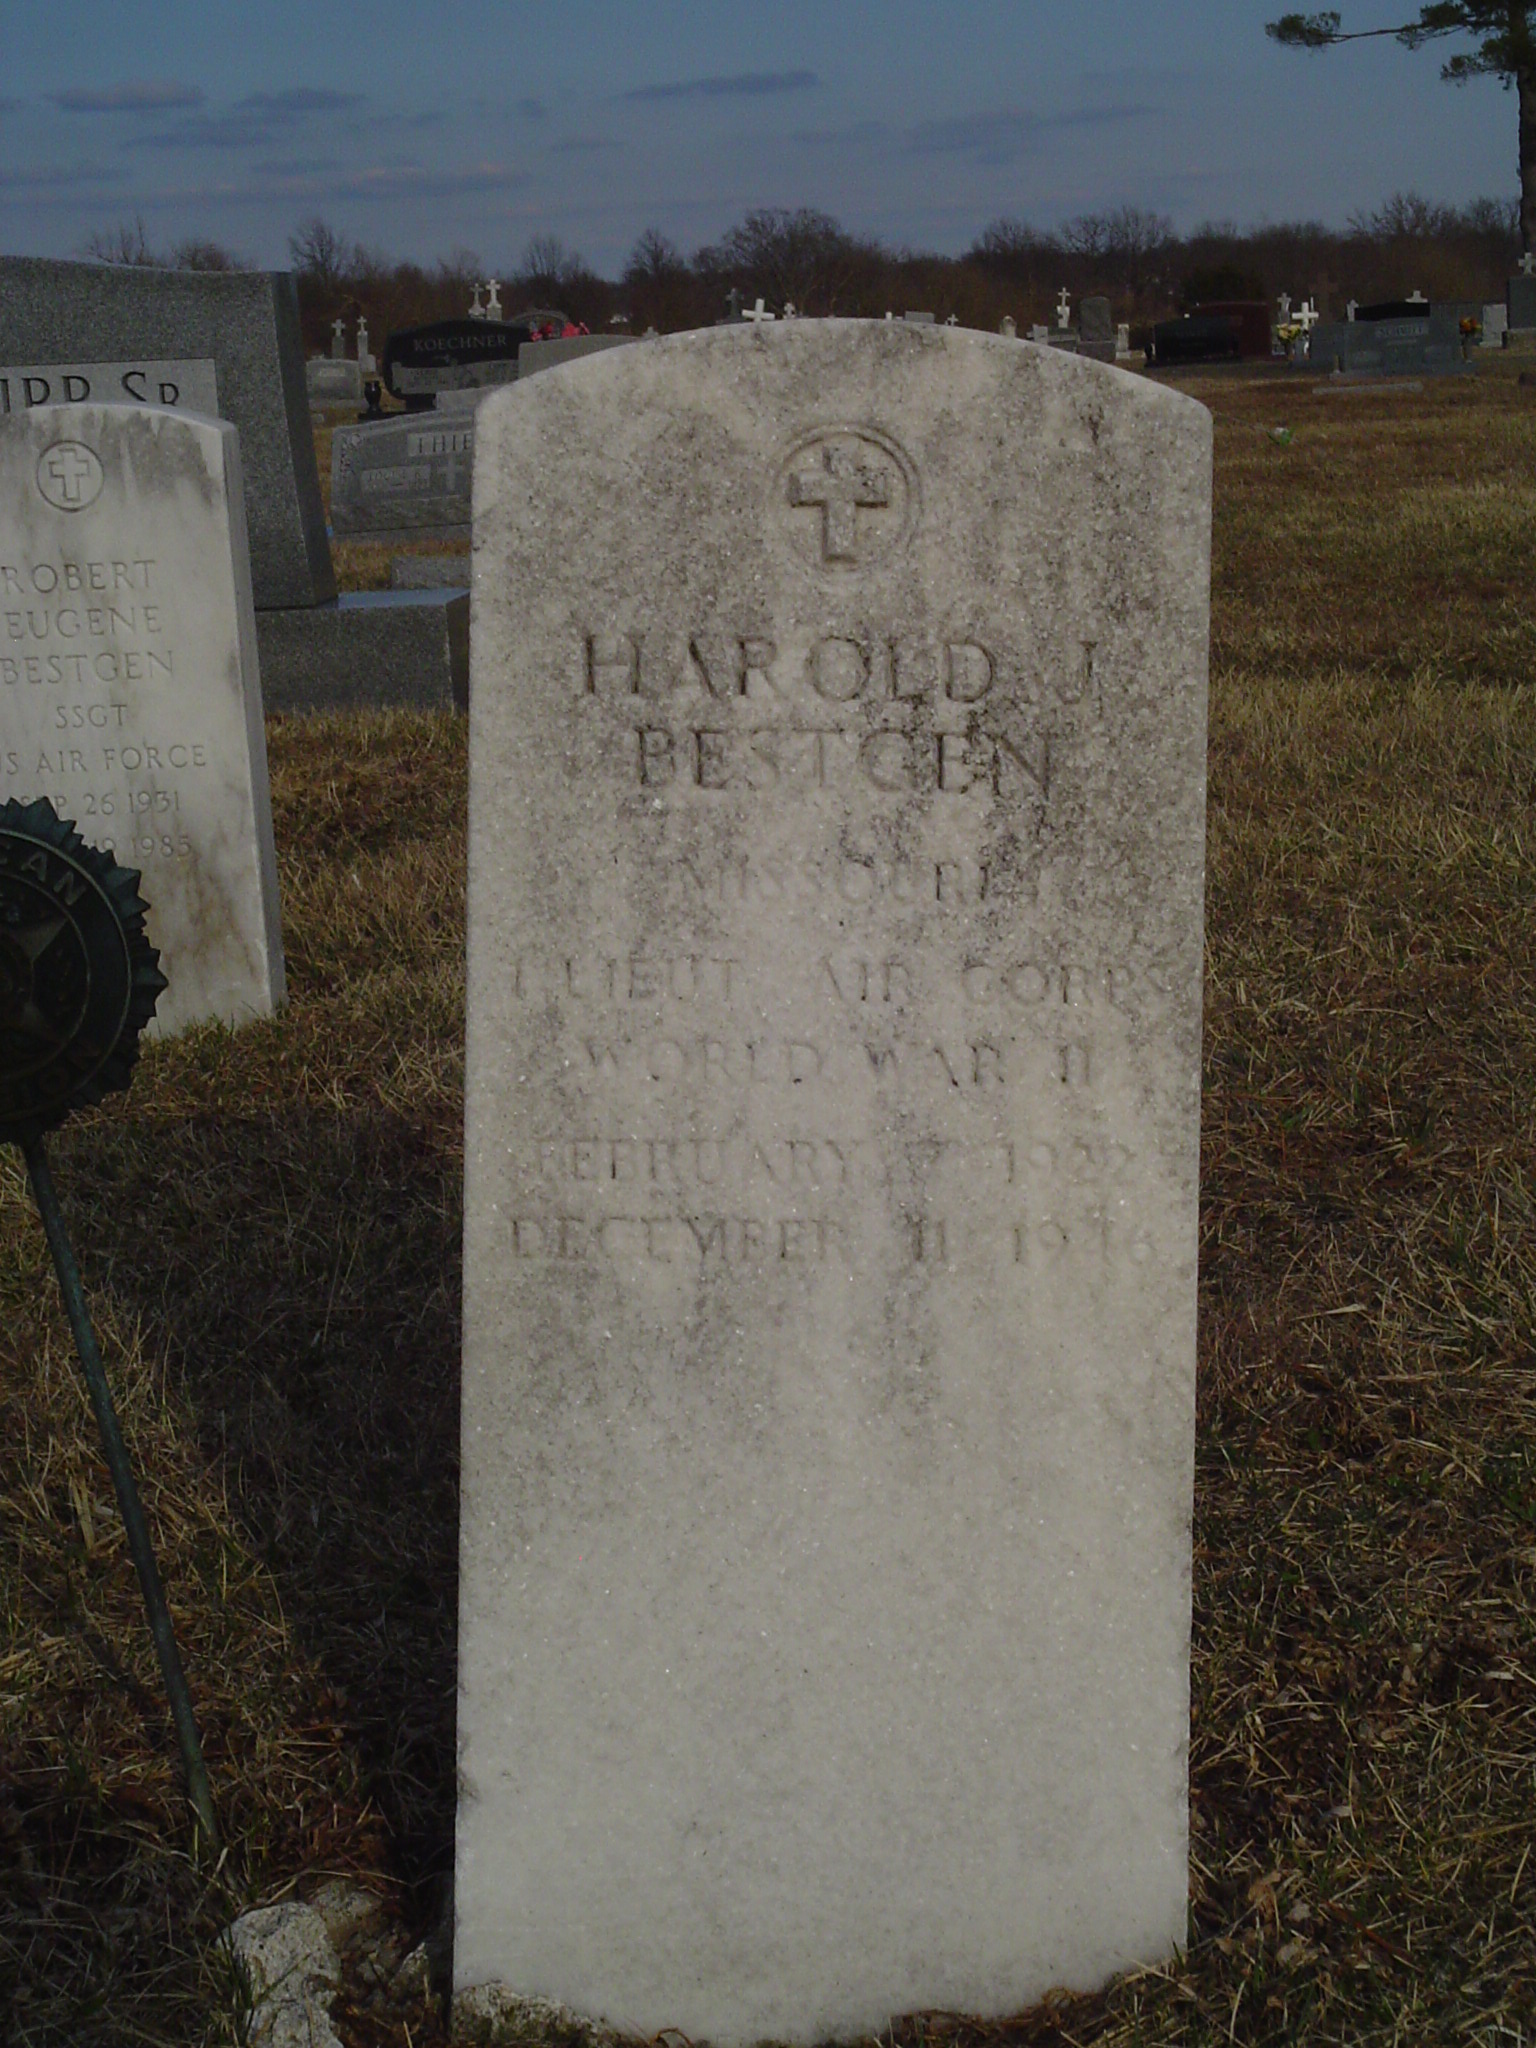 HAROLD J
BESTGEN
MISSOURI
1 LIEUT AIR CORPS
WORLD WAR II
FEBRUARY 1922
DECEMBER 11 1946
ROBERT
EUGENE
BESTGEN
SSGT
US AIR FORCE
SEP 26 1931
1985
SR
KOECHNER